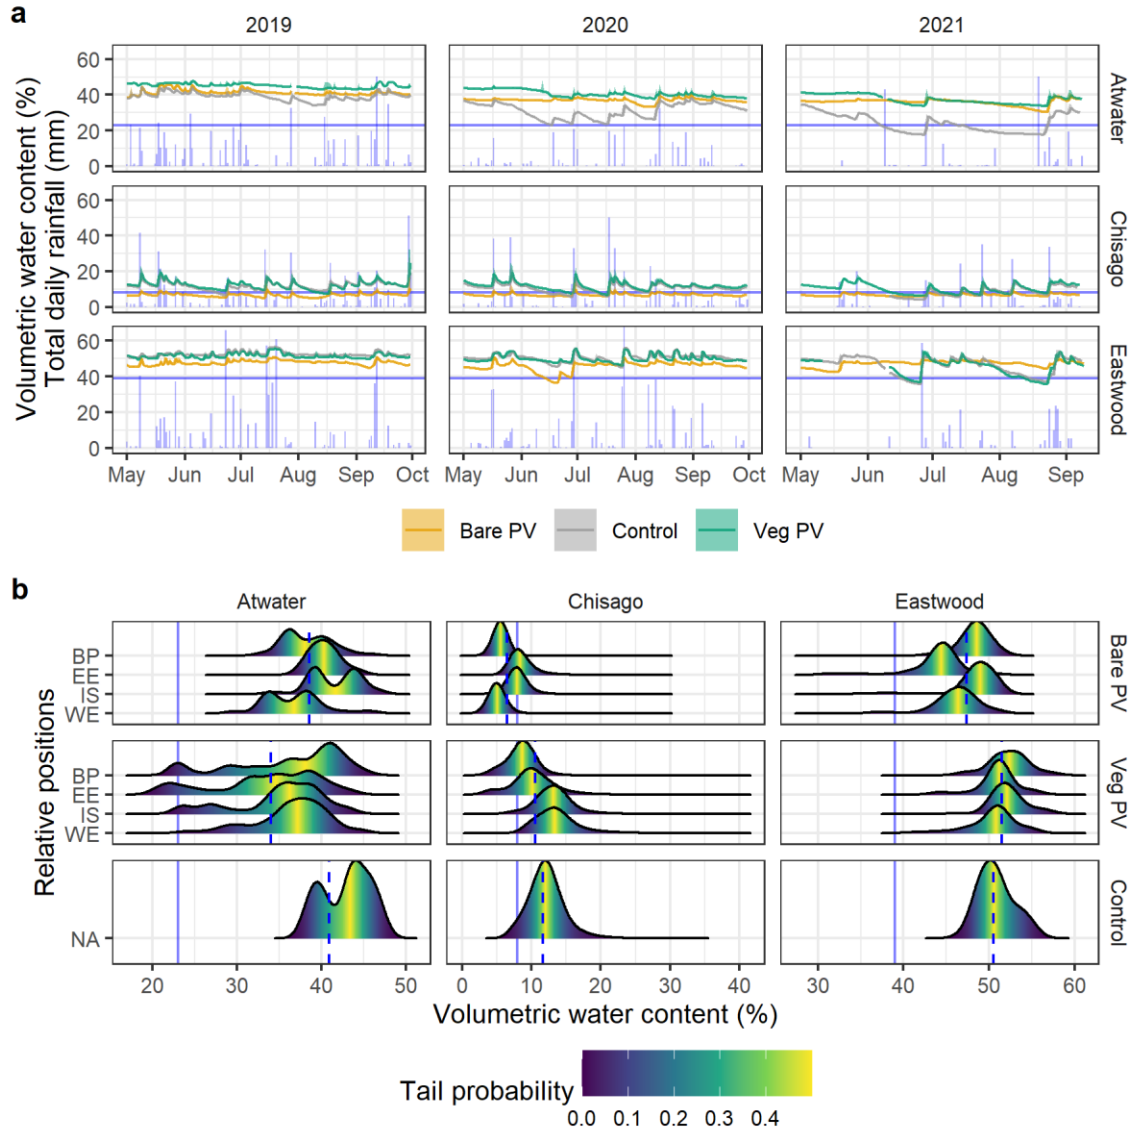 a
2019 2020 2021
Volumetric water content (%)
Total daily rainfall (mm)
60
40
20
0
Atwater
60
40
20
0
Chisago
60
40
20
0
Eastwood
May Jun Jul Aug Sep Oct May Jun Jul Aug Sep Oct May Jun Jul Aug Sep
Bare PV Control Veg PV
b
Atwater Chisago Eastwood
Relative positions
BP
EE
IS
WE
Bare PV
BP
EE
IS
WE
Veg PV
NA
Control
20 30 40 50 0 10 20 30 40 30 40 50 60
Volumetric water content (%)
Tail probability
0.0 0.1 0.2 0.3 0.4